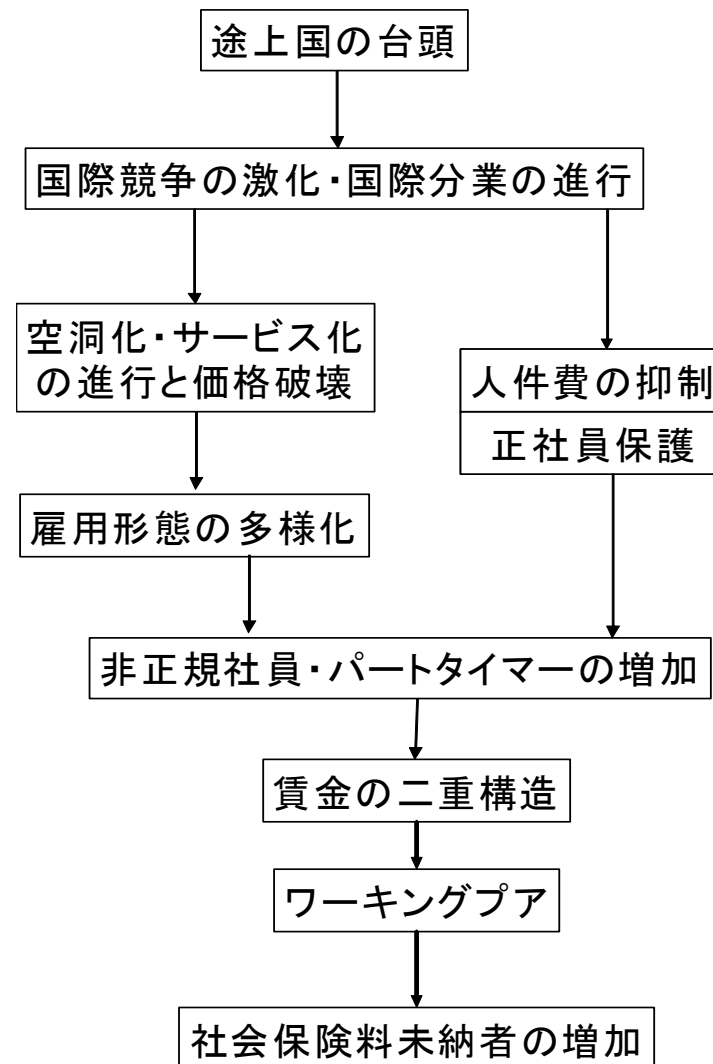 途上国の台頭
国際競争の激化・国際分業の進行
空洞化・サービス化
の進行と価格破壊
人件費の抑制
正社員保護
雇用形態の多様化
非正規社員・パートタイマーの増加
賃金の二重構造
ワーキングプア
社会保険料未納者の増加